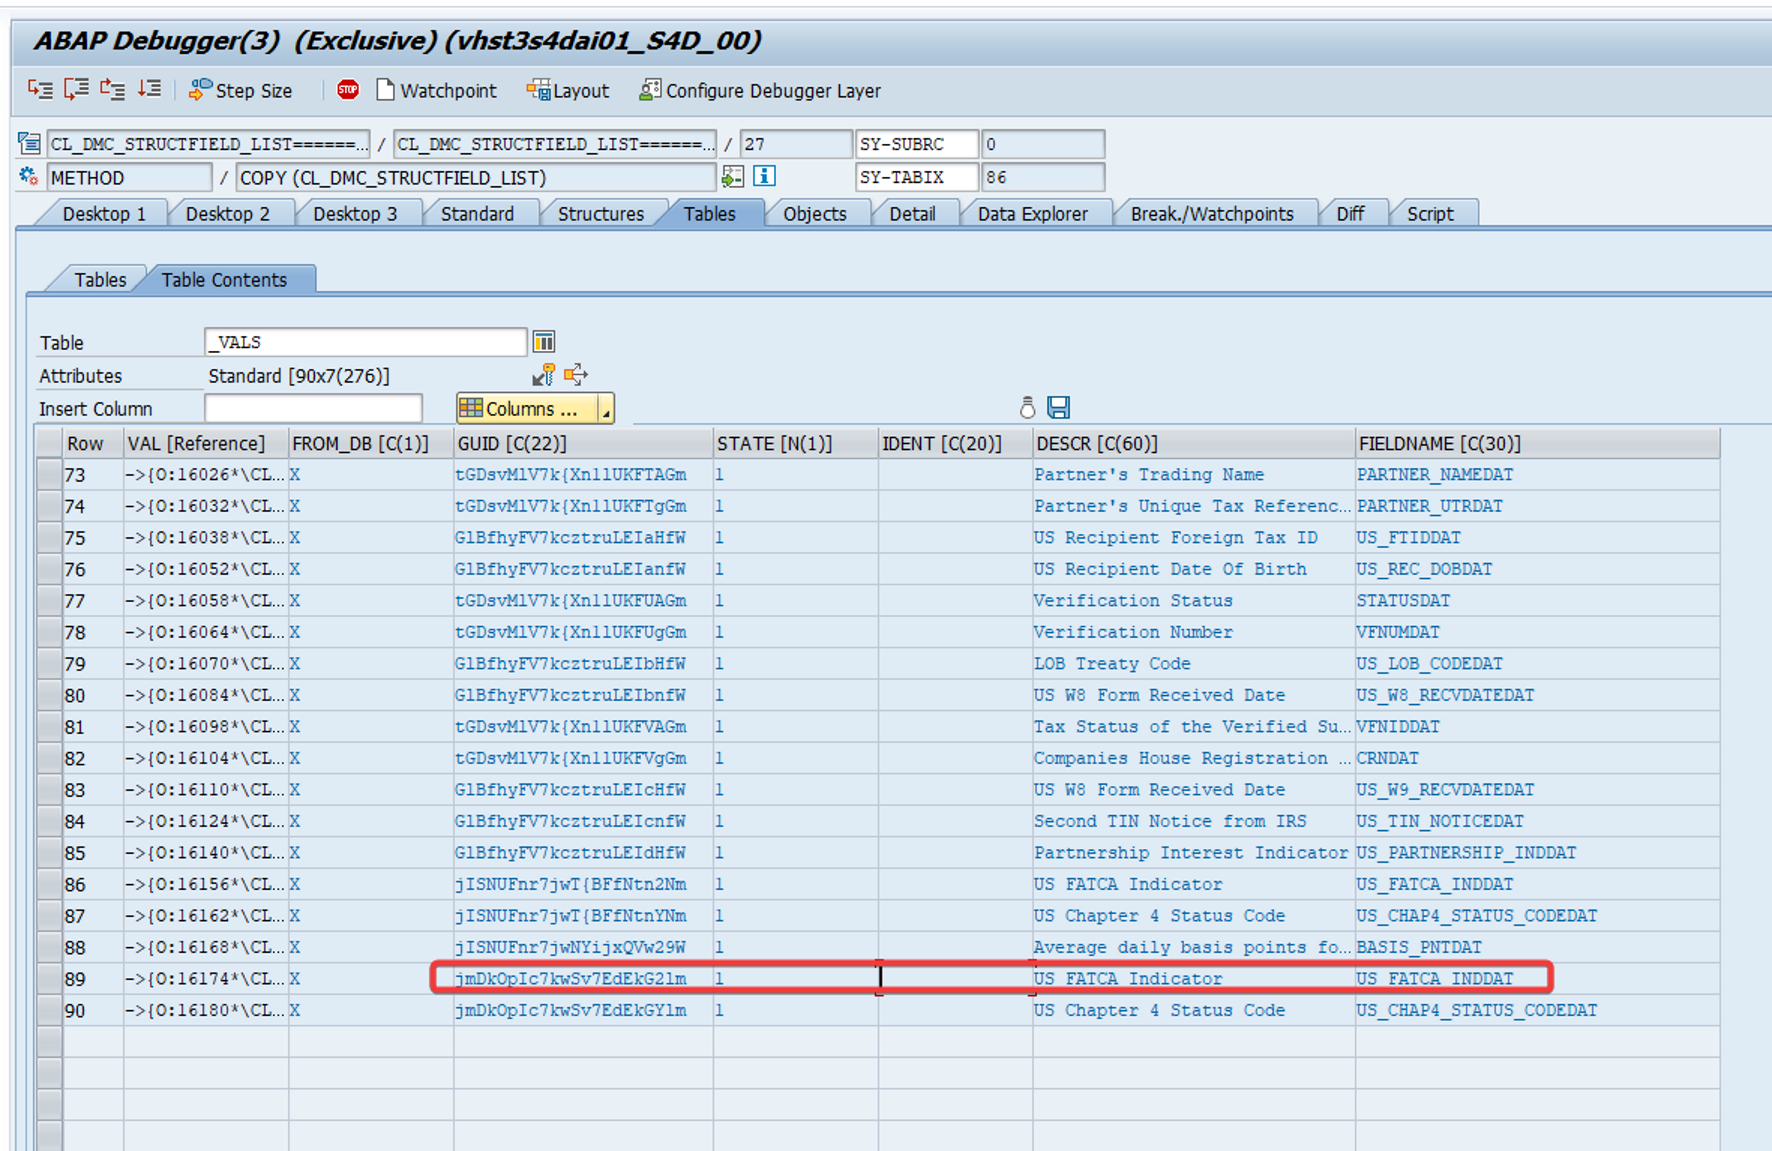 ABAP Debugger(3) (Exclusive) (vhst3s4dai01_S4D_00)
Step Size STOP Watchpoint Layout Configure Debugger Layer
CL_DMC_STRUCTFIELD_LIST======... / CL_DMC_STRUCTFIELD_LIST======... / 27 SY-SUBRC 0
METHOD / COPY (CL_DMC_STRUCTFIELD_LIST) SY-TABIX 86
Desktop 1 Desktop 2 Desktop 3 Standard Structures Tables Objects Detail Data Explorer Break./Watchpoints Diff Script
Tables Table Contents
Table _VALS
Attributes Standard [90x7(276)]
Insert Column Columns ...
Row VAL [Reference] FROM_DB [C(1)] GUID [C(22)] STATE [N(1)] IDENT [C(20)] DESCR [C(60)] FIELDNAME [C(30)]
73 ->{O:16026*\CL... X tGDsvMlV7k{XnllUKFTAGm 1 Partner's Trading Name PARTNER_NAMEDAT
74 ->{O:16032*\CL... X tGDsvMlV7k{XnllUKFTgGm 1 Partner's Unique Tax Referenc... PARTNER_UTRDAT
75 ->{O:16038*\CL... X GlBfhyFV7kcztruLEIaHfW 1 US Recipient Foreign Tax ID US_FTIDDAT
76 ->{O:16052*\CL... X GlBfhyFV7kcztruLEIanfW 1 US Recipient Date Of Birth US_REC_DOBDAT
77 ->{O:16058*\CL... X tGDsvMlV7k{XnllUKFUAGm 1 Verification Status STATUSDAT
78 ->{O:16064*\CL... X tGDsvMlV7k{XnllUKFUgGm 1 Verification Number VFNUMDAT
79 ->{O:16070*\CL... X GlBfhyFV7kcztruLEIbHfW 1 LOB Treaty Code US_LOB_CODEDAT
80 ->{O:16084*\CL... X GlBfhyFV7kcztruLEIbnfW 1 US W8 Form Received Date US_W8_RECVDATEDAT
81 ->{O:16098*\CL... X tGDsvMlV7k{XnllUKFVAGm 1 Tax Status of the Verified Su... VFNIDDAT
82 ->{O:16104*\CL... X tGDsvMlV7k{XnllUKFVgGm 1 Companies House Registration ... CRNDAT
83 ->{O:16110*\CL... X GlBfhyFV7kcztruLEIcHfW 1 US W8 Form Received Date US_W9_RECVDATEDAT
84 ->{O:16124*\CL... X GlBfhyFV7kcztruLEIcnfW 1 Second TIN Notice from IRS US_TIN_NOTICEDAT
85 ->{O:16140*\CL... X GlBfhyFV7kcztruLEIdHfW 1 Partnership Interest Indicator US_PARTNERSHIP_INDDAT
86 ->{O:16156*\CL... X jISNUFnr7jwT{BFfNtn2Nm 1 US FATCA Indicator US_FATCA_INDDAT
87 ->{O:16162*\CL... X jISNUFnr7jwT{BFfNtnYNm 1 US Chapter 4 Status Code US_CHAP4_STATUS_CODEDAT
88 ->{O:16168*\CL... X jISNUFnr7jwNYijxQVw29W 1 Average daily basis points fo... BASIS_PNTDAT
89 ->{O:16174*\CL... X jmDkOpIc7kwSv7EdEkG2lm 1 US FATCA Indicator US_FATCA_INDDAT
90 ->{O:16180*\CL... X jmDkOpIc7kwSv7EdEkGYlm 1 US Chapter 4 Status Code US_CHAP4_STATUS_CODEDAT